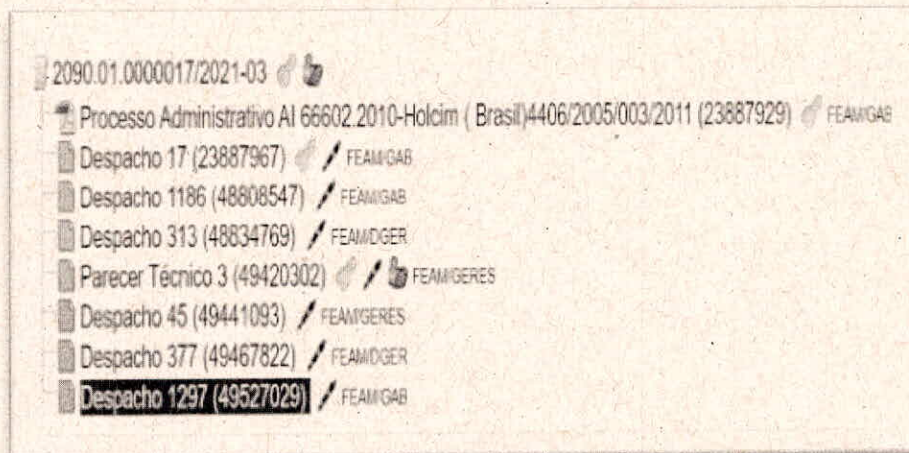 2090.01.0000017/2021-03
Processo Administrativo AI 66602.2010-Holcim ( Brasil)4406/2005/003/2011 (23887929) FEAM/GAB
Despacho 17 (23887967) FEAM/GAB
Despacho 1186 (48808547) FEAM/GAB
Despacho 313 (48834769) FEAM/DGER
Parecer Técnico 3 (49420302) FEAM/GERES
Despacho 45 (49441093) FEAM/GERES
Despacho 377 (49467822) FEAM/DGER
Despacho 1297 (49527029) FEAM/GAB